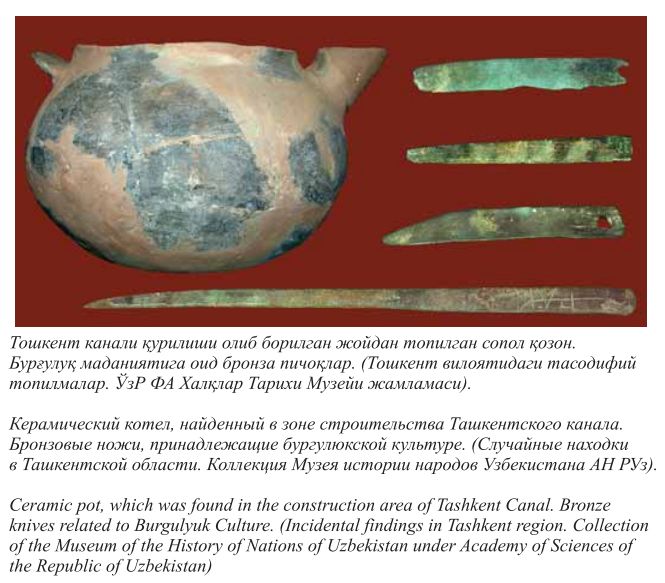 Тошкент канали қурилиши олиб борилган жойдан топилган сопол қозон.
Бурғулуқ маданиятига оид бронза пичоқлар. (Тошкент вилоятидаги тасодифий
топилмалар. ЎзР ФА Халқлар Тарихи Музейи жамламаси).
Керамический котел, найденный в зоне строительства Ташкентского канала.
Бронзовые ножи, принадлежащие бургулюкской культуре. (Случайные находки
в Ташкентской области. Коллекция Музея истории народов Узбекистана АН РУз).
Ceramic pot, which was found in the construction area of Tashkent Canal. Bronze
knives related to Burgulyuk Culture. (Incidental findings in Tashkent region. Collection
of the Museum of the History of Nations of Uzbekistan under Academy of Sciences of
the Republic of Uzbekistan)